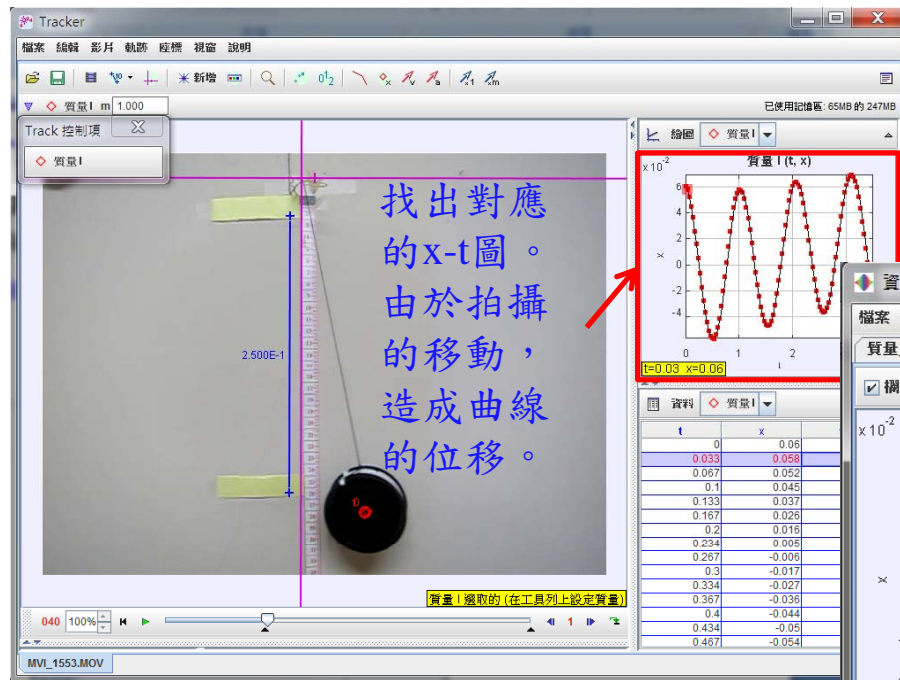 Tracker
檔案 編輯 影片 軌跡 座標 視窗 說明
新增
質量 I m 1.000
已使用記憶區: 65MB 的 247MB
Track 控制項
質量 I
繪圖 質量 I
質量 I (t, x)
x10^-2
6
4
2
0
-2
-4
x
0 1 2
t
t=0.03 x=0.06
找出對應
的x-t圖。
由於拍攝
的移動，
造成曲線
的位移。
2.500E-1
資料 質量 I
t x
0 0.06
0.033 0.058
0.067 0.052
0.1 0.045
0.133 0.037
0.167 0.026
0.2 0.016
0.234 0.005
0.267 -0.006
0.3 -0.017
0.334 -0.027
0.367 -0.036
0.4 -0.044
0.434 -0.05
0.467 -0.054
檔案
質量
x10^-2
x
質量 I 選取的 (在工具列上設定質量)
040 100% 1
MVI_1553.MOV